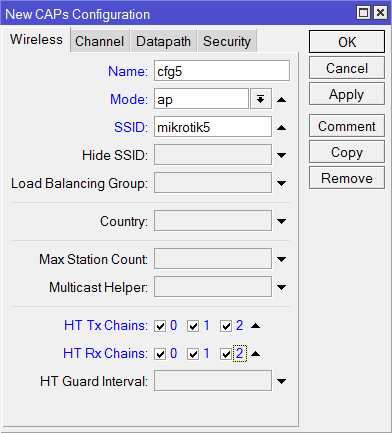 New CAPs Configuration
Wireless Channel Datapath Security
Name: cfg5
Mode: ap
SSID: mikrotik5
Hide SSID:
Load Balancing Group:
Country:
Max Station Count:
Multicast Helper:
HT Tx Chains: 0 1 2
HT Rx Chains: 0 1 2
HT Guard Interval:
OK
Cancel
Apply
Comment
Copy
Remove